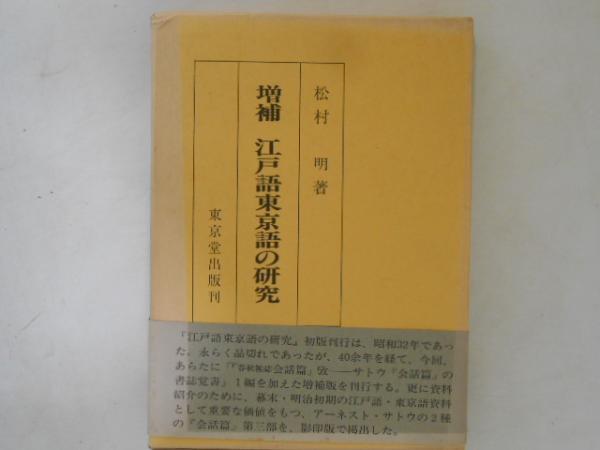 松村　明著
増補　江戸語東京語の研究
東京堂出版刊
『江戸語東京語の研究』初版刊行は、昭和32年であっ
た。永らく品切れであったが、40余年を経て、今回、
あらたに「『春秋雑誌会話篇』攷——サトウ『会話篇』の
書誌覚書」1編を加えた増補版を刊行する。更に資料
紹介のために、幕末・明治初期の江戸語・東京語資料
として重要な価値をもつ、アーネスト・サトウの2種
の『会話篇』第三部を、影印版で掲出した。